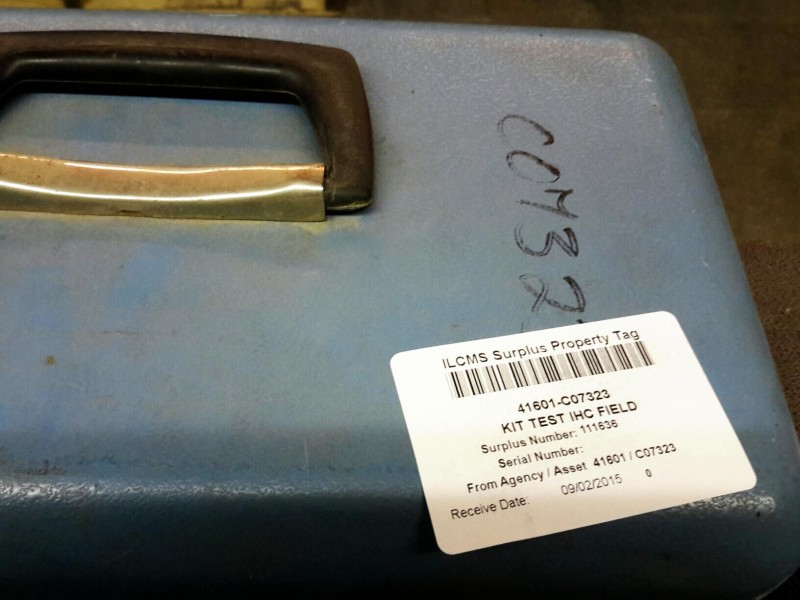 C0732
ILCMS Surplus Property Tag
41601-C07323
KIT TEST IHC FIELD
Surplus Number: 111636
Serial Number:
From Agency / Asset 41601 / C07323
Receive Date: 09/02/2015 0